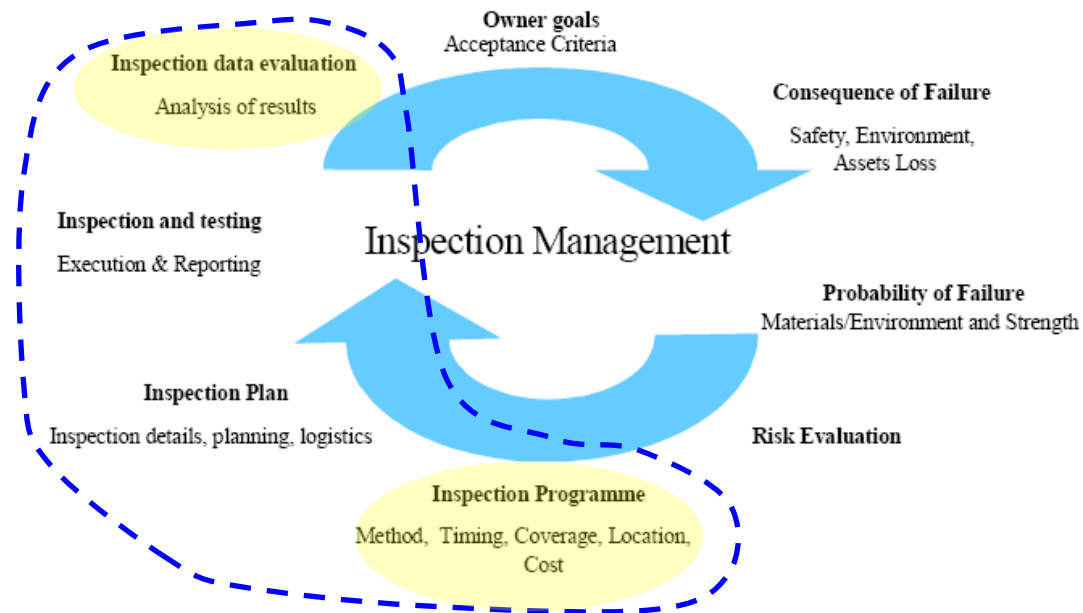 Owner goals
Acceptance Criteria
Consequence of Failure
Safety, Environment,
Assets Loss
Probability of Failure
Materials/Environment and Strength
Risk Evaluation
Inspection Programme
Method, Timing, Coverage, Location,
Cost
Inspection Plan
Inspection details, planning, logistics
Inspection and testing
Execution & Reporting
Inspection data evaluation
Analysis of results
Inspection Management